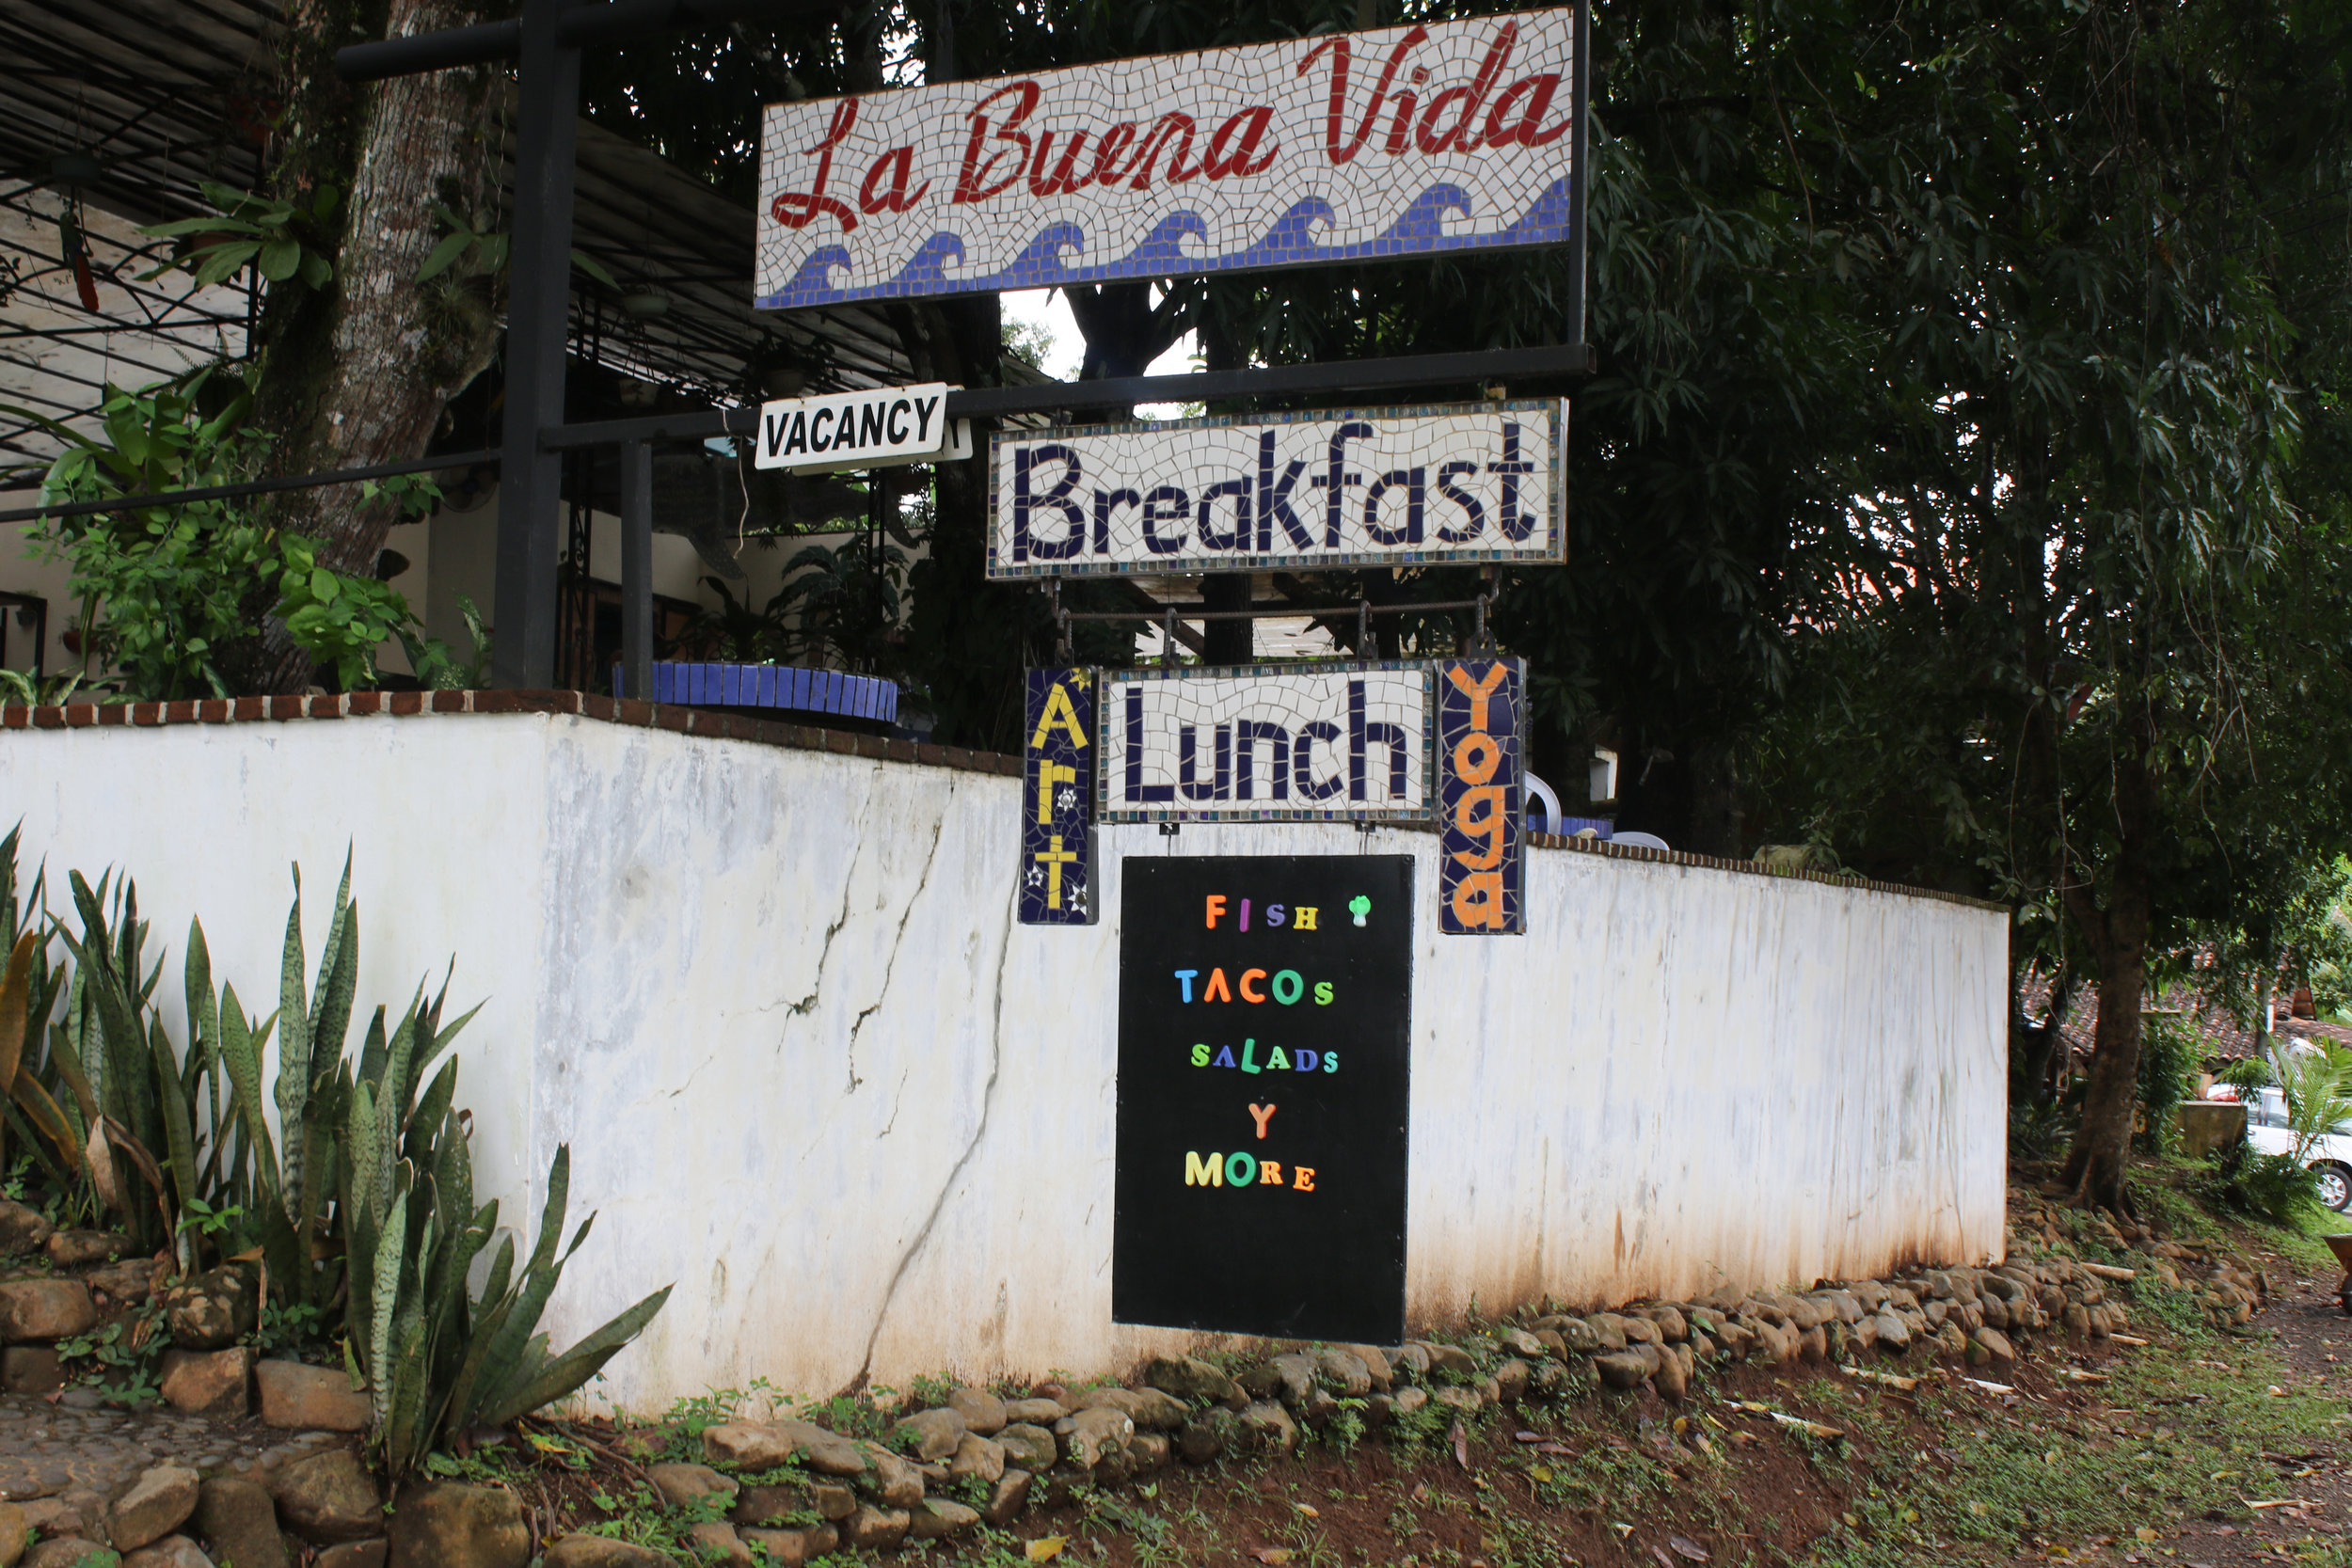 La Buena Vida
VACANCY
Breakfast
Art
Lunch
Yoga
FISH
TACOS
SALADS
Y
MORE